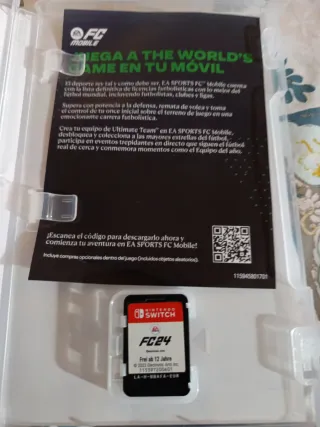 EA SPORTS FC
MOBILE
JUEGA A THE WORLD'S
GAME EN TU MÓVIL
El deporte rey tal y como debe ser. EA SPORTS FC™ Mobile cuenta
con la lista definitiva de licencias futbolísticas con lo mejor del
fútbol mundial, incluyendo futbolistas, clubes y ligas.
Supera con potencia a la defensa, remata de volea y toma
el control de tu once inicial sobre el terreno de juego en una
emocionante carrera futbolística.
Crea tu equipo de Ultimate Team™ en EA SPORTS FC Mobile,
desbloquea y colecciona a las mayores estrellas del fútbol,
participa en eventos trepidantes en directo que siguen el fútbol
real de cerca y conmemora momentos como el Equipo del año.
¡Escanea el código para descargarlo ahora y
comienza tu aventura en EA SPORTS FC Mobile!
Incluye compras opcionales dentro del juego (incluidos objetos aleatorios).
NINTENDO
SWITCH
FC24
Frei ab 12 Jahre